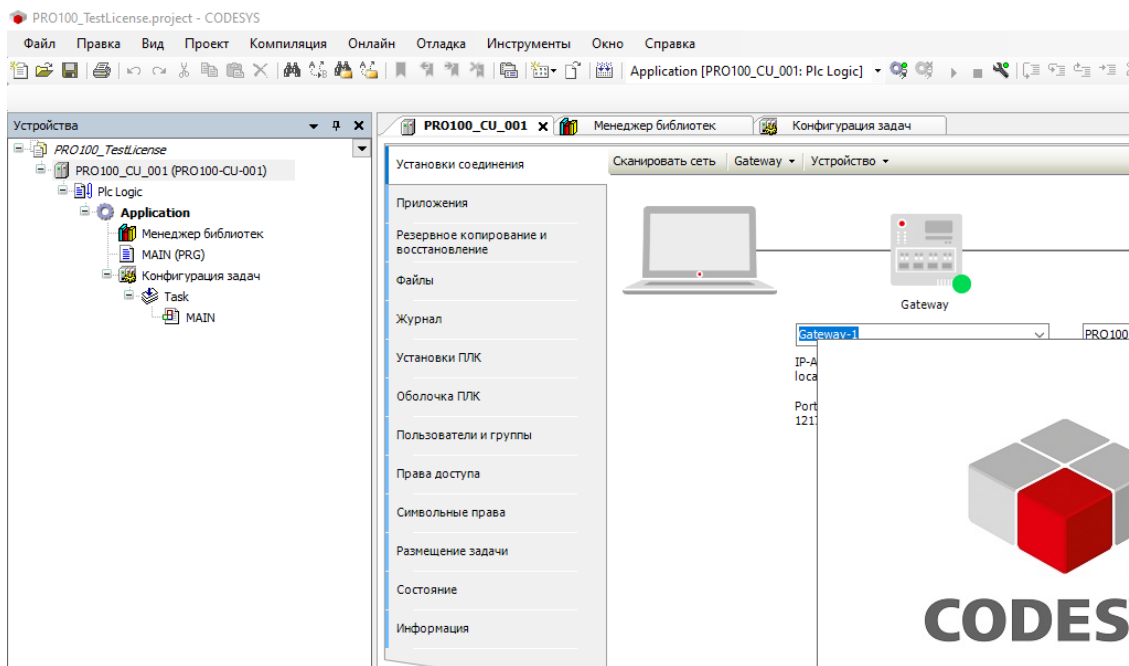 PRO100_TestLicense.project - CODESYS
Файл Правка Вид Проект Компиляция Онлайн Отладка Инструменты Окно Справка
Application [PRO100_CU_001: Plc Logic]
Устройства
PRO100_TestLicense
PRO100_CU_001 (PRO100-CU-001)
Plc Logic
Application
Менеджер библиотек
MAIN (PRG)
Конфигурация задач
Task
MAIN
PRO100_CU_001 Менеджер библиотек Конфигурация задач
Установки соединения
Приложения
Резервное копирование и
восстановление
Файлы
Журнал
Установки ПЛК
Оболочка ПЛК
Пользователи и группы
Права доступа
Символьные права
Размещение задачи
Состояние
Информация
Сканировать сеть Gateway Устройство
Gateway
Gateway-1 PRO100
IP-A
loca
Port
CODES